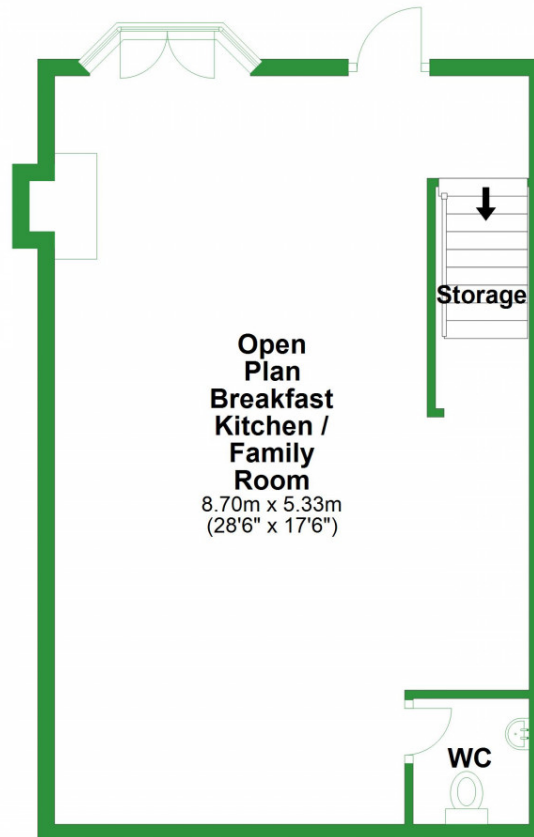 Storage
Open
Plan
Breakfast
Kitchen /
Family
Room
8.70m x 5.33m
(28'6" x 17'6")
WC